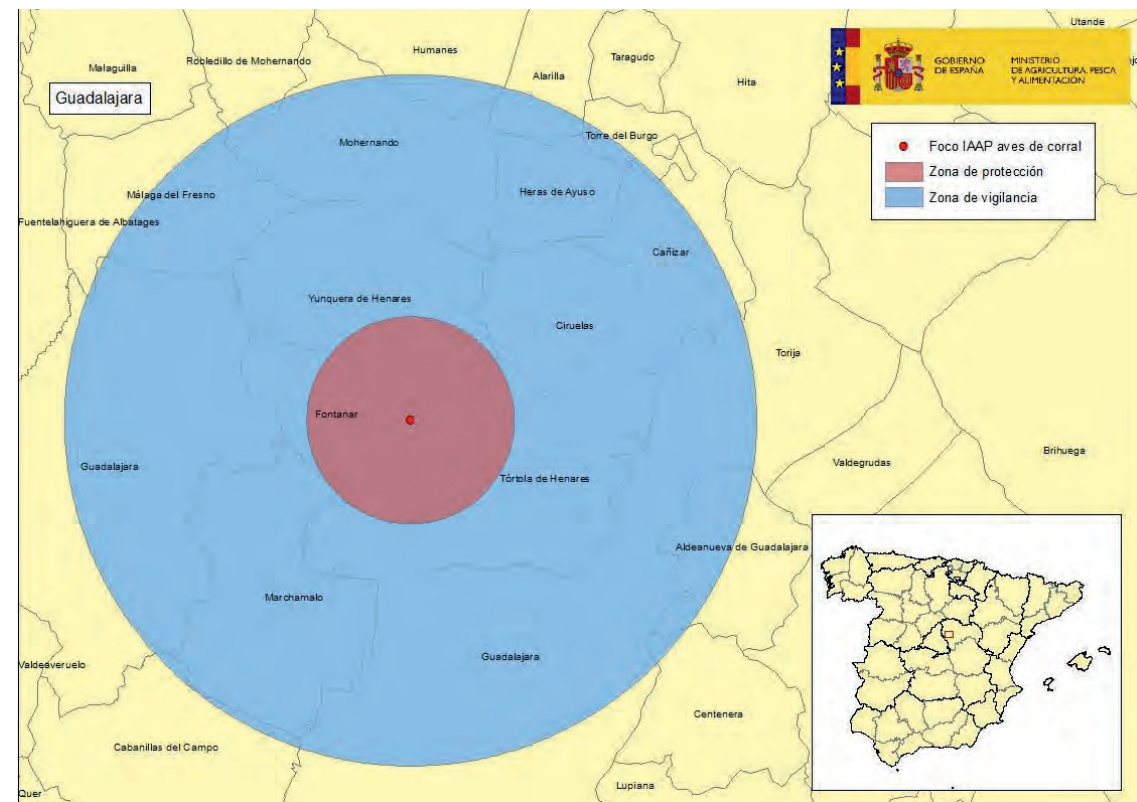 Utande
Humanes
Malaguilla
Robledillo de Mohernando
Taragudo
Alarilla
Hita
GOBIERNO
DE ESPAÑA
MINISTERIO
DE AGRICULTURA, PESCA
Y ALIMENTACIÓN
Guadalajara
Mohernando
Torre del Burgo
Foco IAAP aves de corral
Zona de protección
Zona de vigilancia
Málaga del Fresno
Heras de Ayuso
Fuentelahiguera de Albatages
Cañizar
Yunquera de Henares
Ciruelas
Torija
Fontanar
Guadalajara
Tórtola de Henares
Valdegrudas
Brihuega
Aldeanueva de Guadalajara
Marchamalo
Guadalajara
Valdeaveruelo
Centenera
Cabanillas del Campo
Lupiana
Quer